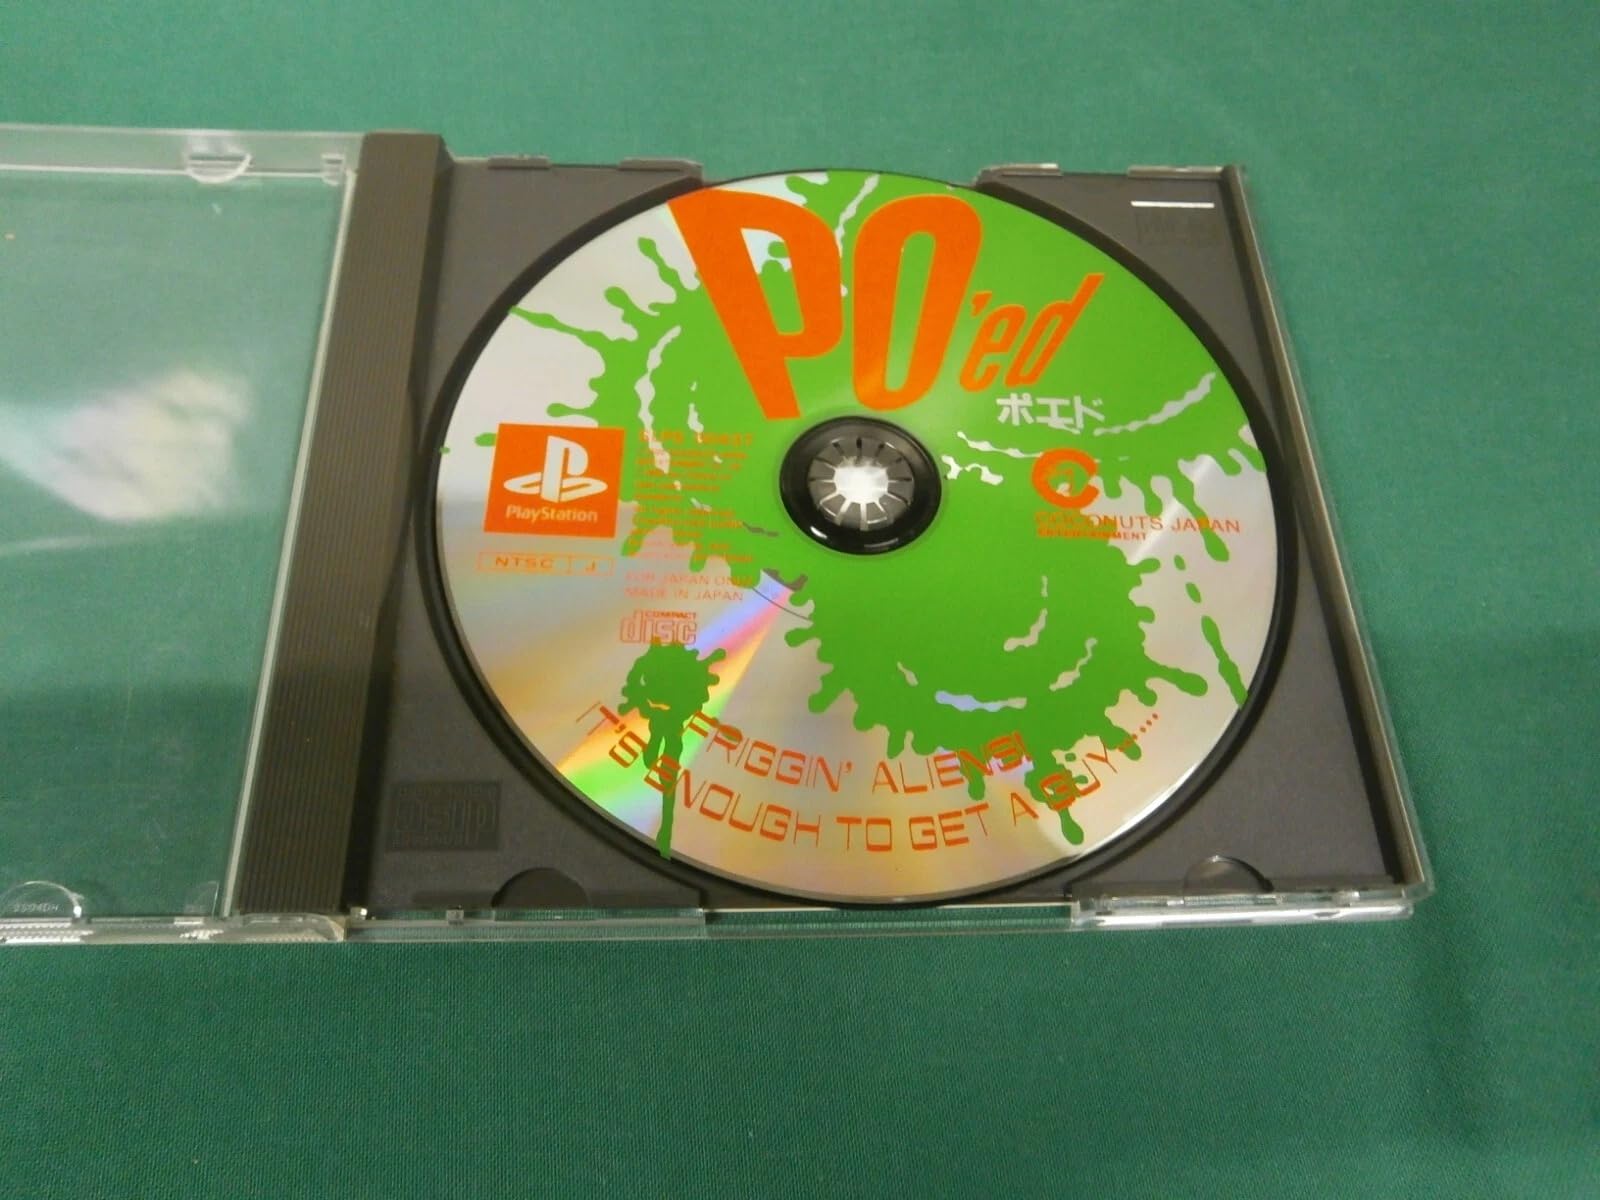 PO'ed
ポエド
PlayStation
NTSC J
FOR JAPAN ONLY
MADE IN JAPAN
COMPACT
disc
COCONUTS JAPAN
ENTERTAINMENT
FRIGGIN' ALIENS!
IT'S ENOUGH TO GET A GUY......